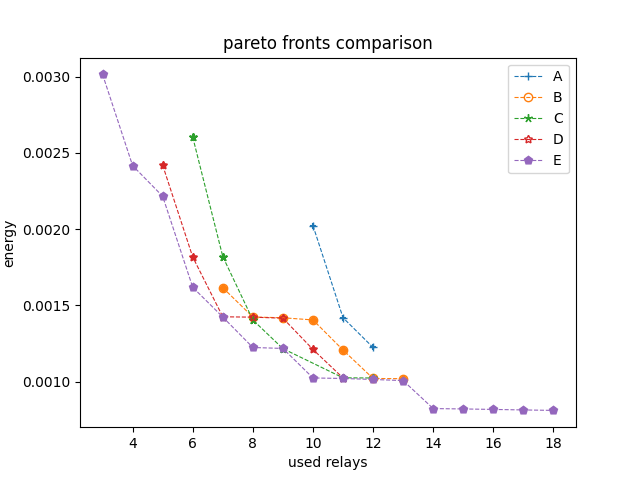 pareto fronts comparison
A
B
C
D
E
0.0030
0.0025
0.0020
0.0015
0.0010
energy
4 6 8 10 12 14 16 18
used relays